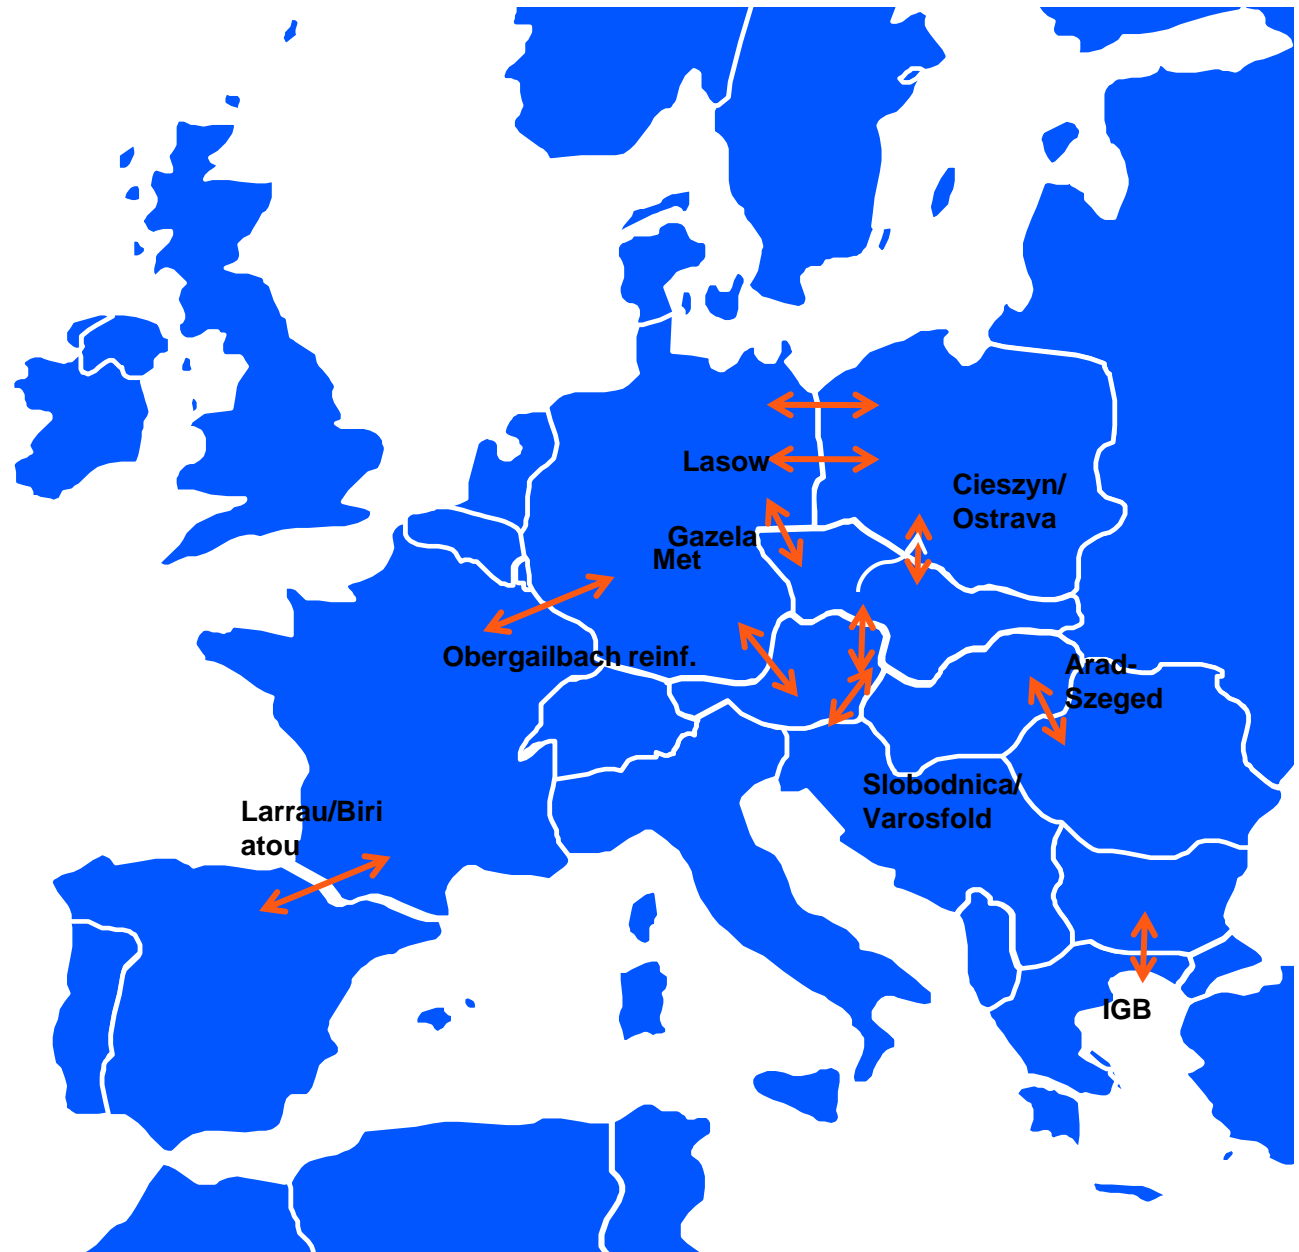 Lasow
Cieszyn/
Ostrava
Gazela
Met
Obergailbach reinf.
Arad-
Szeged
Larrau/Biri
atou
Slobodnica/
Varosfold
IGB